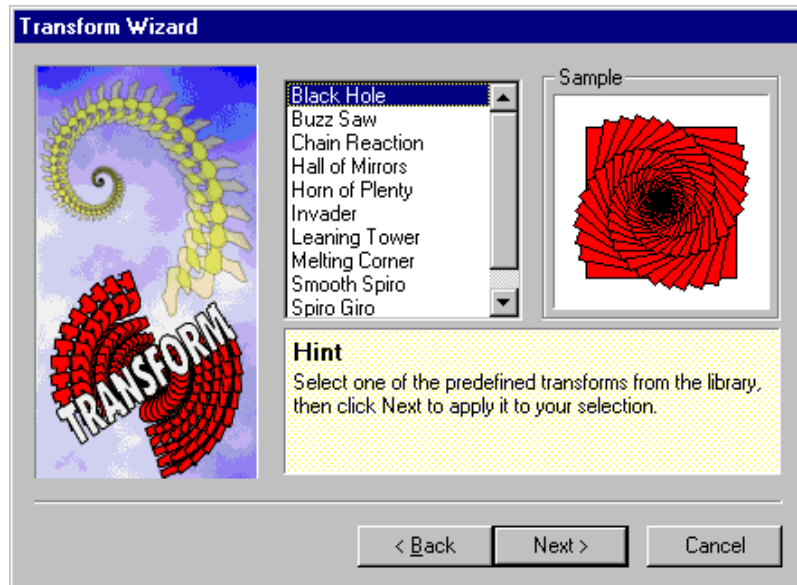 Transform Wizard
TRANSFORM
Black Hole
Buzz Saw
Chain Reaction
Hall of Mirrors
Horn of Plenty
Invader
Leaning Tower
Melting Corner
Smooth Spiro
Spiro Giro
Sample
Hint
Select one of the predefined transforms from the library,
then click Next to apply it to your selection.
< Back
Next >
Cancel